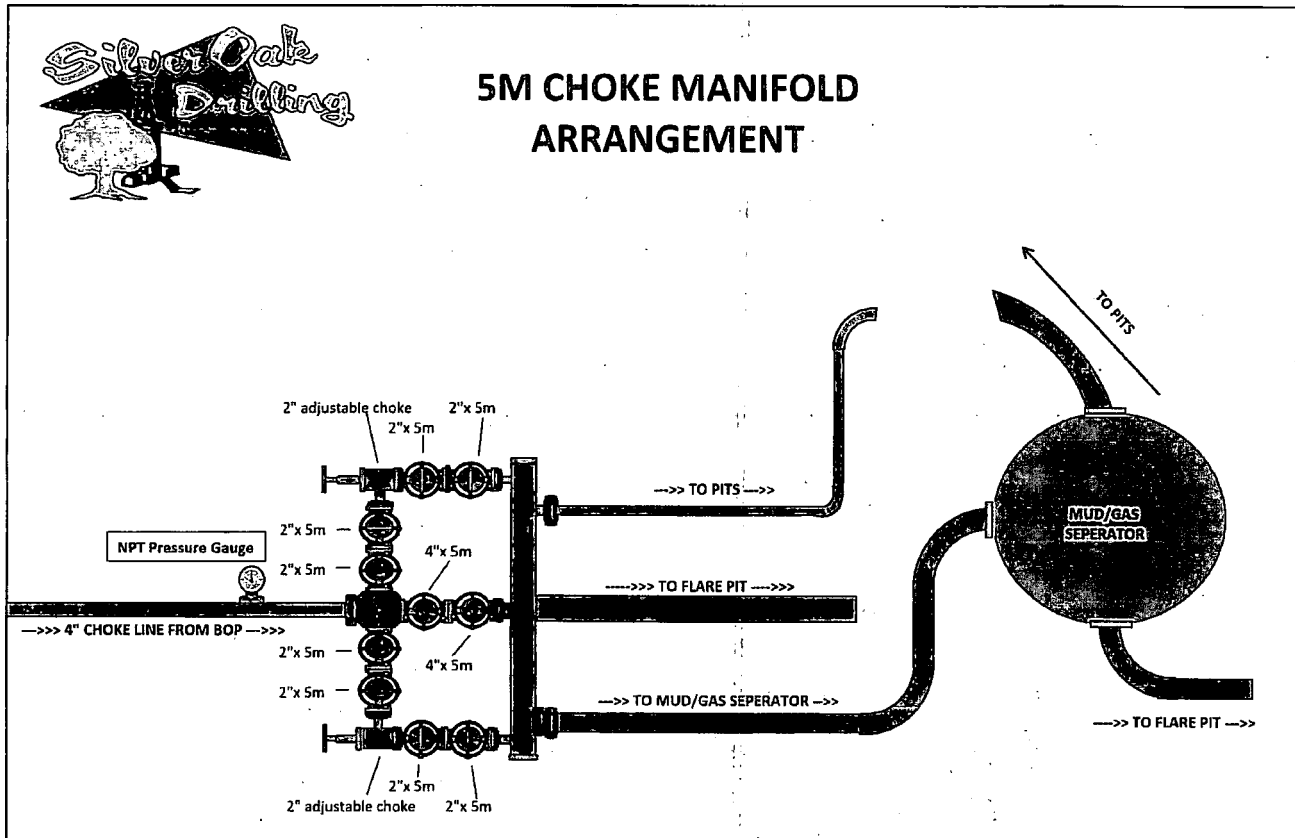 Silver Oak
Drilling
5M CHOKE MANIFOLD
ARRANGEMENT
TO PITS
2" adjustable choke
2"x 5m
2"x 5m
--->> TO PITS --->>
MUD/GAS
SEPERATOR
2"x 5m
2"x 5m
NPT Pressure Gauge
4"x 5m
----->>> TO FLARE PIT ---->>>
--->>> 4" CHOKE LINE FROM BOP --->>>
2"x 5m
2"x 5m
4"x 5m
---->> TO MUD/GAS SEPERATOR -->>
---->> TO FLARE PIT --->>
2"x 5m
2"x 5m
2" adjustable choke